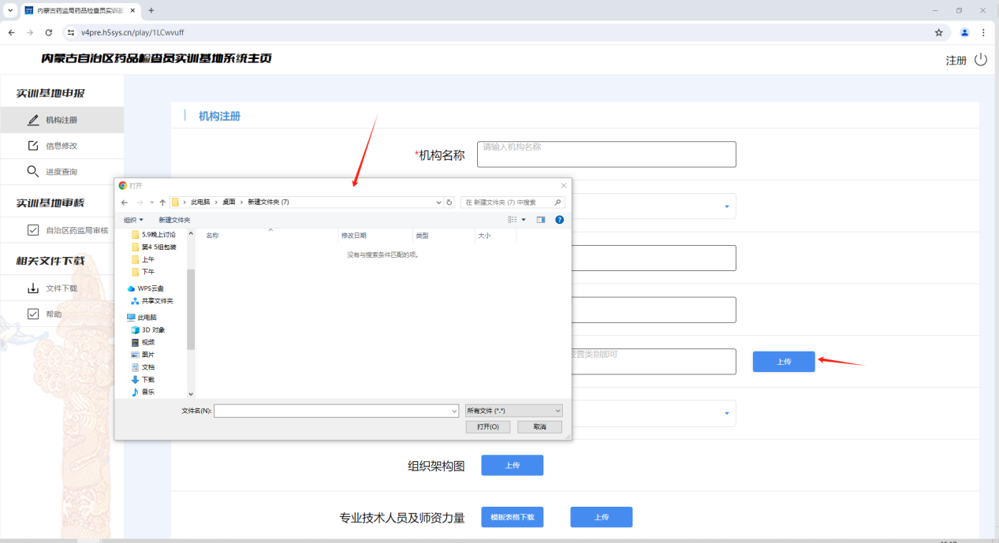 内蒙古药监局药品检查员实训基
v4pre.h5sys.cn/play/1LCwvuff
内蒙古自治区药品检查员实训基地系统主页
注册
实训基地申报
机构注册
信息修改
进度查询
实训基地审核
自治区药监局审核
相关文件下载
文件下载
帮助
机构注册
*机构名称
请输入机构名称
打开
此电脑 › 桌面 › 新建文件夹 (7)
在 新建文件夹 (7) 中搜索
组织 新建文件夹
名称 修改日期 类型 大小
没有与搜索条件匹配的项。
5.9晚上讨论
第4 5组包装
上午
下午
WPS云盘
共享文件夹
此电脑
3D 对象
视频
图片
文档
下载
音乐
文件名(N):
所有文件 (*.*)
打开(O) 取消
经营类别即可
上传
组织架构图 上传
专业技术人员及师资力量 模板表格下载 上传